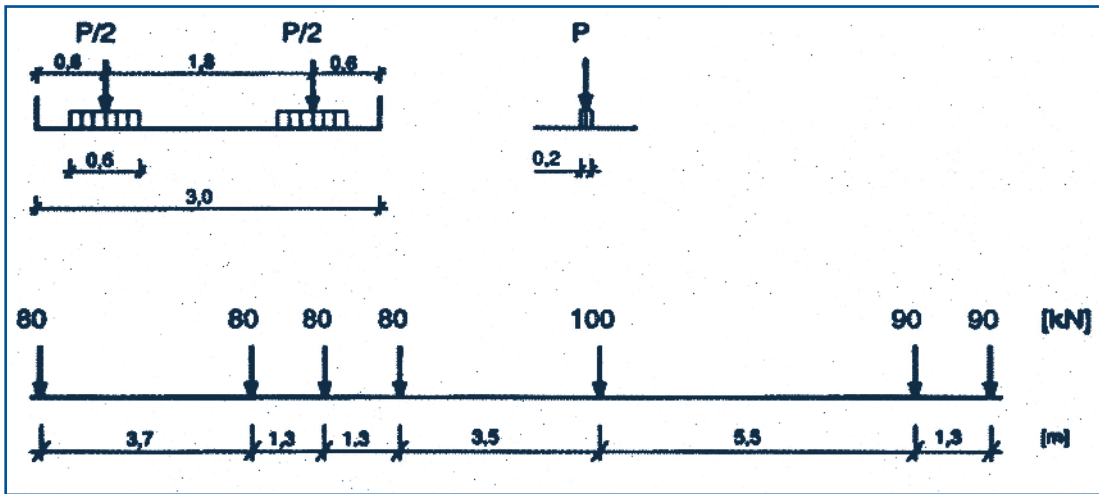 P/2 P/2 P
0,6 1,8 0,6
0,6 0,2
3,0
80 80 80 80 100 90 90 [kN]
3,7 1,3 1,3 3,5 5,5 1,3 [m]